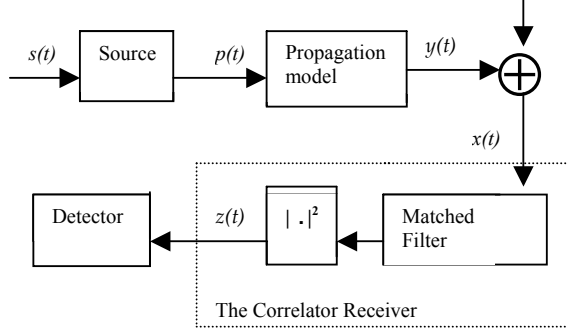 s(t)
Source
p(t)
Propagation
model
y(t)
x(t)
Detector
z(t)
| .|²
Matched
Filter
The Correlator Receiver